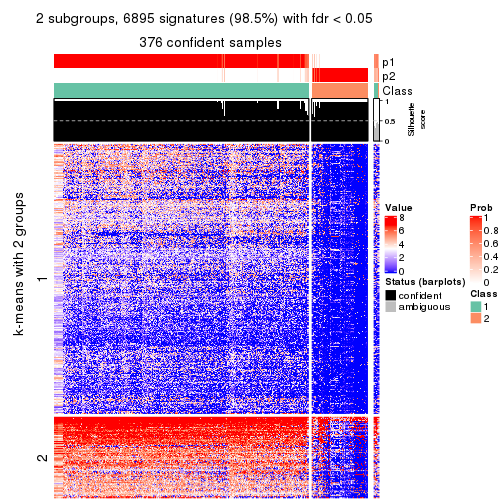 2 subgroups, 6895 signatures (98.5%) with fdr < 0.05
376 confident samples
p1
p2
Class
1
0.5
0
Silhouette
score
k-means with 2 groups
1
2
Value
8
6
4
2
0
Status (barplots)
confident
ambiguous
Prob
1
0.8
0.6
0.4
0.2
0
Class
1
2